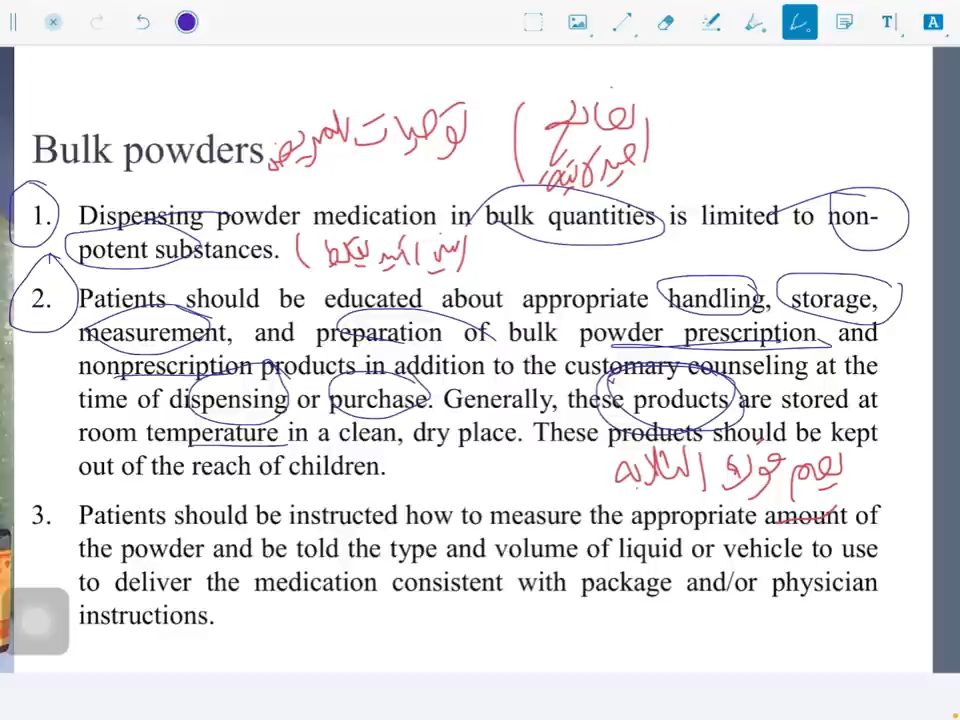 Bulk powders توصيات للمريض
1. Dispensing powder medication in bulk quantities is limited to non-
potent substances.
2. Patients should be educated about appropriate handling, storage,
measurement, and preparation of bulk powder prescription and
nonprescription products in addition to the customary counseling at the
time of dispensing or purchase. Generally, these products are stored at
room temperature in a clean, dry place. These products should be kept
out of the reach of children.
3. Patients should be instructed how to measure the appropriate amount of
the powder and be told the type and volume of liquid or vehicle to use
to deliver the medication consistent with package and/or physician
instructions.